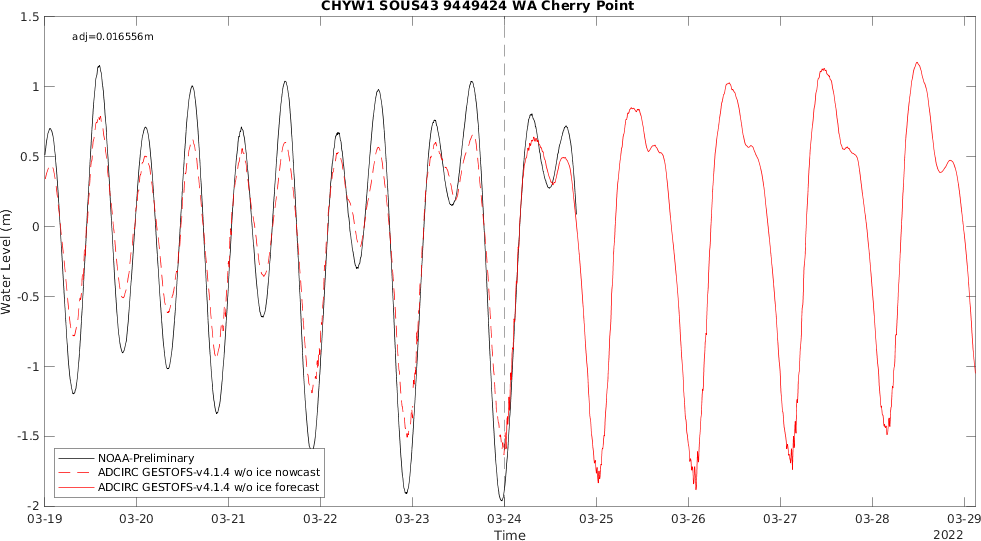 CHYW1 SOUS43 9449424 WA Cherry Point
adj=0.016556m
Water Level (m)
1.5
1
0.5
0
-0.5
-1
-1.5
-2
NOAA-Preliminary
ADCIRC GESTOFS-v4.1.4 w/o ice nowcast
ADCIRC GESTOFS-v4.1.4 w/o ice forecast
03-19 03-20 03-21 03-22 03-23 03-24 03-25 03-26 03-27 03-28 03-29
2022
Time